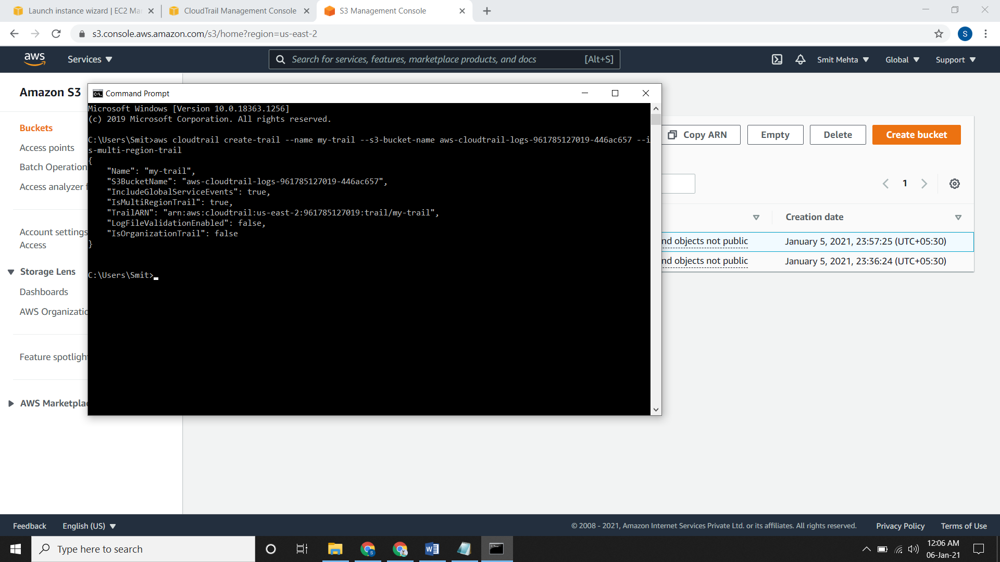 Launch instance wizard | EC2 Mar
CloudTrail Management Console
S3 Management Console
s3.console.aws.amazon.com/s3/home?region=us-east-2
S
aws
Services
Search for services, features, marketplace products, and docs
[Alt+S]
Smit Mehta
Global
Support
Amazon S3
Buckets
Access points
Batch Operation
Access analyzer f
Account settings
Access
Storage Lens
Dashboards
AWS Organizatio
Feature spotlight
AWS Marketplac
Command Prompt
Microsoft Windows [Version 10.0.18363.1256]
(c) 2019 Microsoft Corporation. All rights reserved.
C:\Users\Smit>aws cloudtrail create-trail --name my-trail --s3-bucket-name aws-cloudtrail-logs-961785127019-446ac657 --i
s-multi-region-trail
{
"Name": "my-trail",
"S3BucketName": "aws-cloudtrail-logs-961785127019-446ac657",
"IncludeGlobalServiceEvents": true,
"IsMultiRegionTrail": true,
"TrailARN": "arn:aws:cloudtrail:us-east-2:961785127019:trail/my-trail",
"LogFileValidationEnabled": false,
"IsOrganizationTrail": false
}
C:\Users\Smit>
Copy ARN
Empty
Delete
Create bucket
1
Creation date
nd objects not public
January 5, 2021, 23:57:25 (UTC+05:30)
nd objects not public
January 5, 2021, 23:36:24 (UTC+05:30)
Feedback
English (US)
© 2008 - 2021, Amazon Internet Services Private Ltd. or its affiliates. All rights reserved.
Privacy Policy
Terms of Use
Type here to search
12:06 AM
06-Jan-21